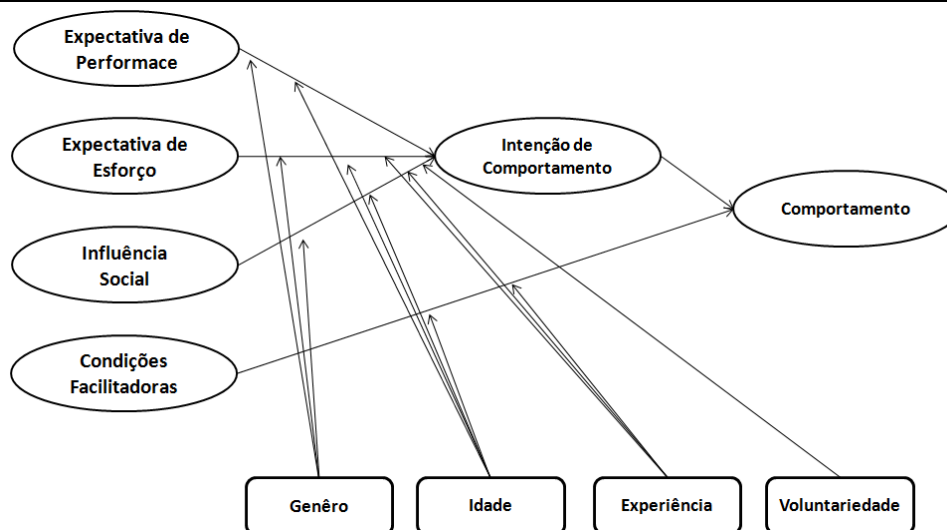 Expectativa de
Performace
Expectativa de
Esforço
Intenção de
Comportamento
Comportamento
Influência
Social
Condições
Facilitadoras
Genêro
Idade
Experiência
Voluntariedade